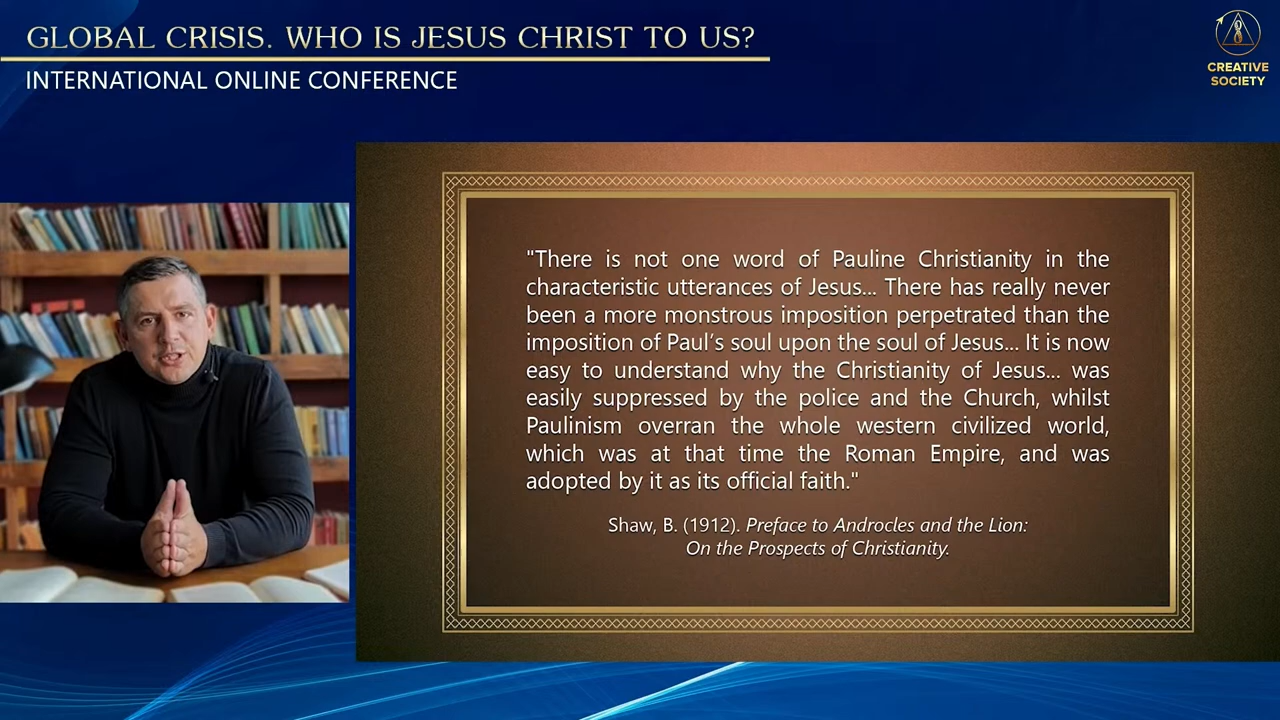 GLOBAL CRISIS. WHO IS JESUS CHRIST TO US?
INTERNATIONAL ONLINE CONFERENCE
CREATIVE
SOCIETY
"There is not one word of Pauline Christianity in the
characteristic utterances of Jesus... There has really never
been a more monstrous imposition perpetrated than the
imposition of Paul’s soul upon the soul of Jesus... It is now
easy to understand why the Christianity of Jesus... was
easily suppressed by the police and the Church, whilst
Paulinism overran the whole western civilized world,
which was at that time the Roman Empire, and was
adopted by it as its official faith."
Shaw, B. (1912). Preface to Androcles and the Lion:
On the Prospects of Christianity.